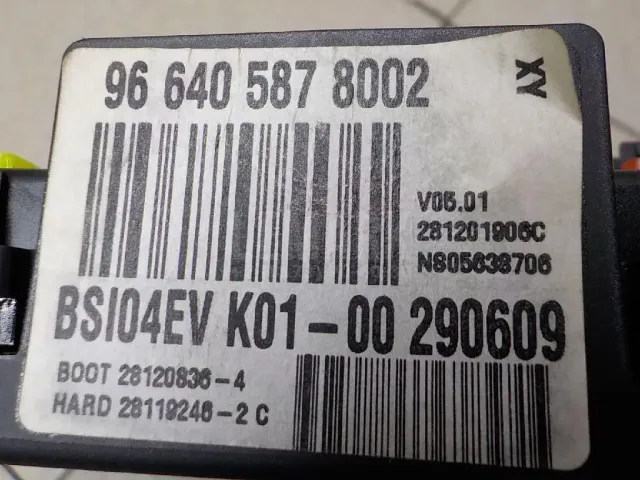 96 640 587 8002
XY
V05.01
281201906C
N805638706
BSI04EV K01-00 290609
BOOT 28120836-4
HARD 28119246-2 C